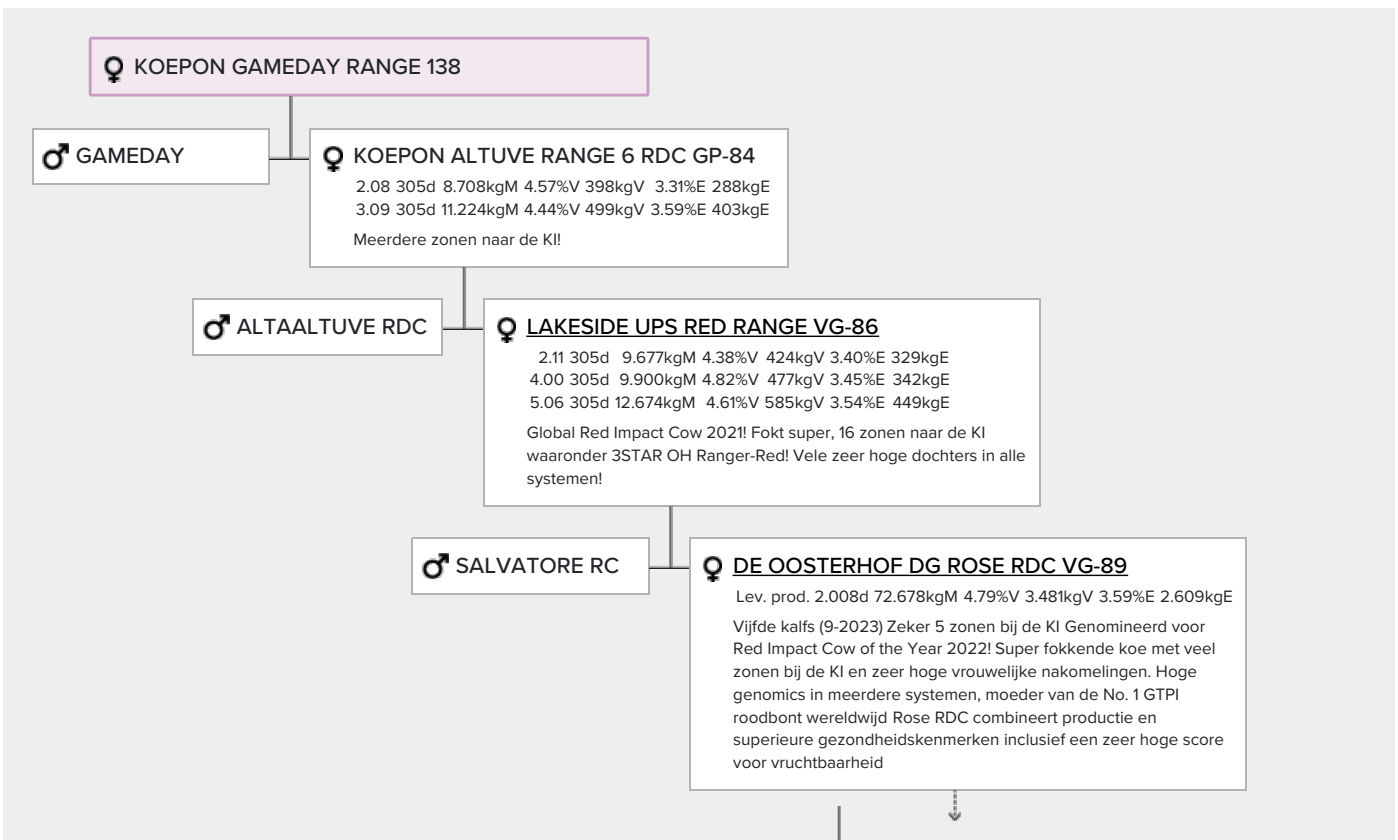 KOEPON GAMEDAY RANGE 138
GAMEDAY
KOEPON ALTUVE RANGE 6 RDC GP-84
2.08 305d 8.708kgM 4.57%V 398kgV 3.31%E 288kgE
3.09 305d 11.224kgM 4.44%V 499kgV 3.59%E 403kgE
Meerdere zonen naar de KI!
ALTAALTUVE RDC
LAKESIDE UPS RED RANGE VG-86
2.11 305d 9.677kgM 4.38%V 424kgV 3.40%E 329kgE
4.00 305d 9.900kgM 4.82%V 477kgV 3.45%E 342kgE
5.06 305d 12.674kgM 4.61%V 585kgV 3.54%E 449kgE
Global Red Impact Cow 2021! Fokt super, 16 zonen naar de KI
waaronder 3STAR OH Ranger-Red! Vele zeer hoge dochters in alle
systemen!
SALVATORE RC
DE OOSTERHOF DG ROSE RDC VG-89
Lev. prod. 2.008d 72.678kgM 4.79%V 3.481kgV 3.59%E 2.609kgE
Vijfde kalfs (9-2023) Zeker 5 zonen bij de KI Genomineerd voor
Red Impact Cow of the Year 2022! Super fokkende koe met veel
zonen bij de KI en zeer hoge vrouwelijke nakomelingen. Hoge
genomics in meerdere systemen, moeder van de No. 1 GTPI
roodbont wereldwijd Rose RDC combineert productie en
superieure gezondheidskenmerken inclusief een zeer hoge score
voor vruchtbaarheid